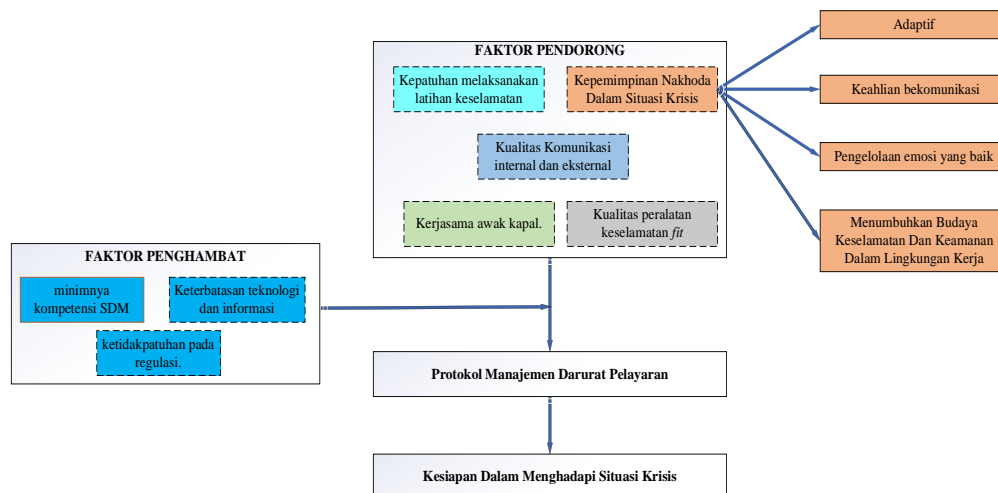 Adaptif
FAKTOR PENDORONG
Kepatuhan melaksanakan
latihan keselamatan
Kepemimpinan Nakhoda
Dalam Situasi Krisis
Keahlian bekomunikasi
Kualitas Komunikasi
internal dan eksternal
Pengelolaan emosi yang baik
Kerjasama awak kapal.
Kualitas peralatan
keselamatan fit
Menumbuhkan Budaya
Keselamatan Dan Keamanan
Dalam Lingkungan Kerja
FAKTOR PENGHAMBAT
minimnya
kompetensi SDM
Keterbatasan teknologi
dan informasi
ketidakpatuhan pada
regulasi.
Protokol Manajemen Darurat Pelayaran
Kesiapan Dalam Menghadapi Situasi Krisis